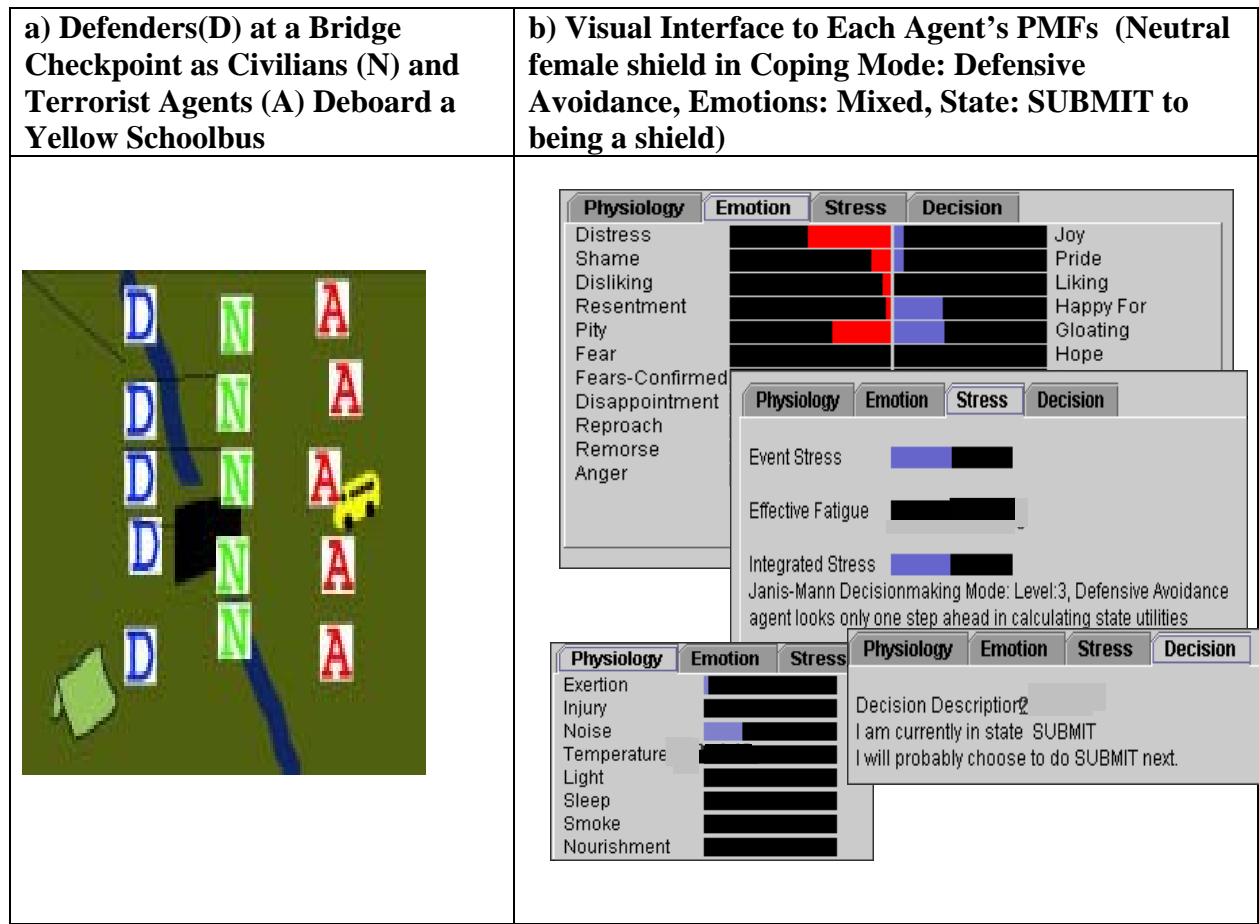 a) Defenders(D) at a Bridge
Checkpoint as Civilians (N) and
Terrorist Agents (A) Deboard a
Yellow Schoolbus
b) Visual Interface to Each Agent’s PMFs (Neutral
female shield in Coping Mode: Defensive
Avoidance, Emotions: Mixed, State: SUBMIT to
being a shield)
D N A
D N A
D N A
D N A
D N A
Physiology Emotion Stress Decision
Distress Joy
Shame Pride
Disliking Liking
Resentment Happy For
Pity Gloating
Fear Hope
Fears-Confirmed
Disappointment
Reproach
Remorse
Anger
Physiology Emotion Stress Decision
Event Stress
Effective Fatigue
Integrated Stress
Janis-Mann Decisionmaking Mode: Level:3, Defensive Avoidance
agent looks only one step ahead in calculating state utilities
Physiology Emotion Stress
Exertion
Injury
Noise
Temperature
Light
Sleep
Smoke
Nourishment
Physiology Emotion Stress Decision
Decision Description
I am currently in state SUBMIT
I will probably choose to do SUBMIT next.